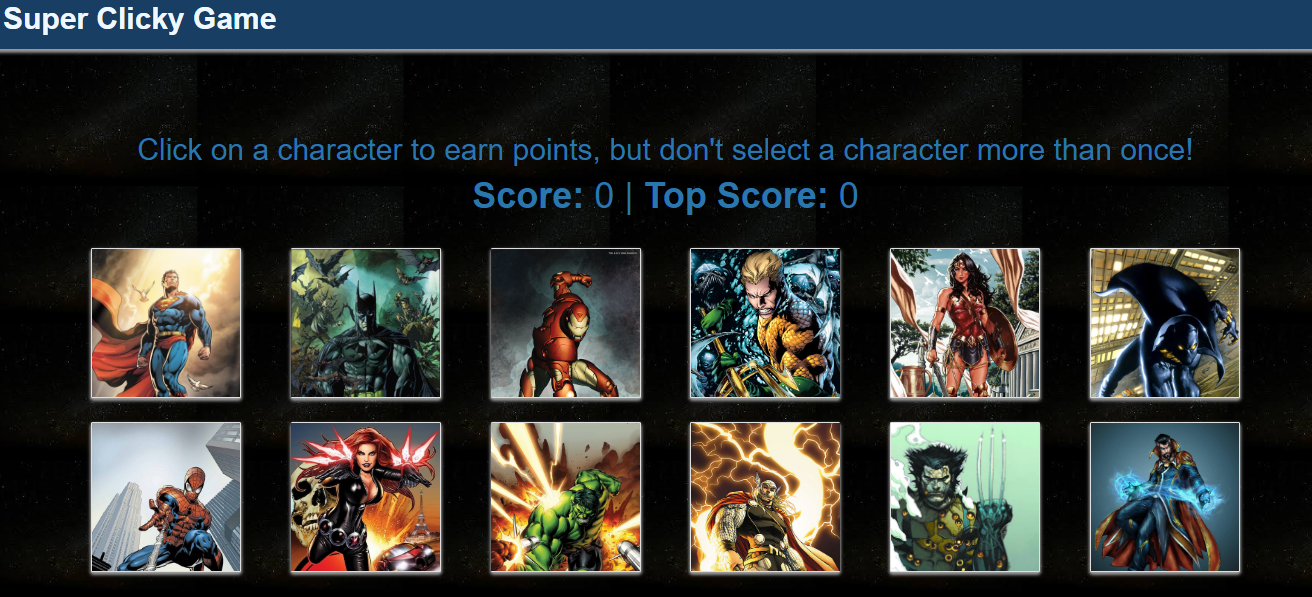 Super Clicky Game
Click on a character to earn points, but don't select a character more than once!
Score: 0 | Top Score: 0